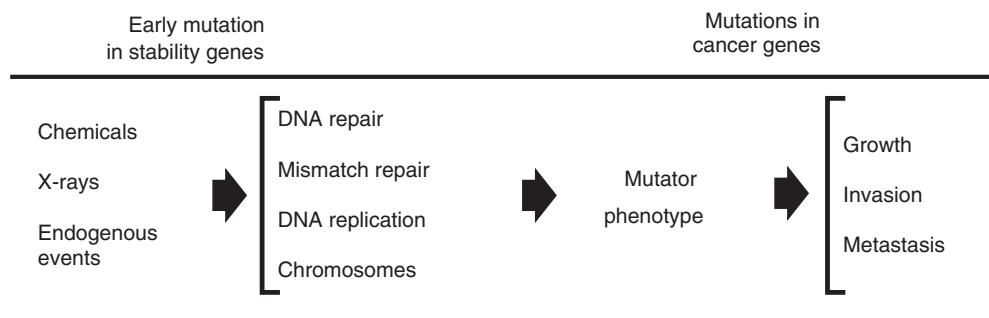 Early mutation
in stability genes
Mutations in
cancer genes
Chemicals
X-rays
Endogenous
events
DNA repair
Mismatch repair
DNA replication
Chromosomes
Mutator
phenotype
Growth
Invasion
Metastasis